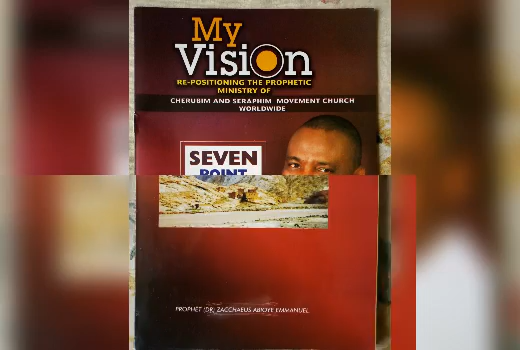 My
Vision
RE-POSITIONING THE PROPHETIC
MINISTRY OF
CHERUBIM AND SERAPHIM MOVEMENT CHURCH
WORLDWIDE
SEVEN
POINT
PROPHET (DR. ZACCHAEUS ABIOYE EMMANUEL